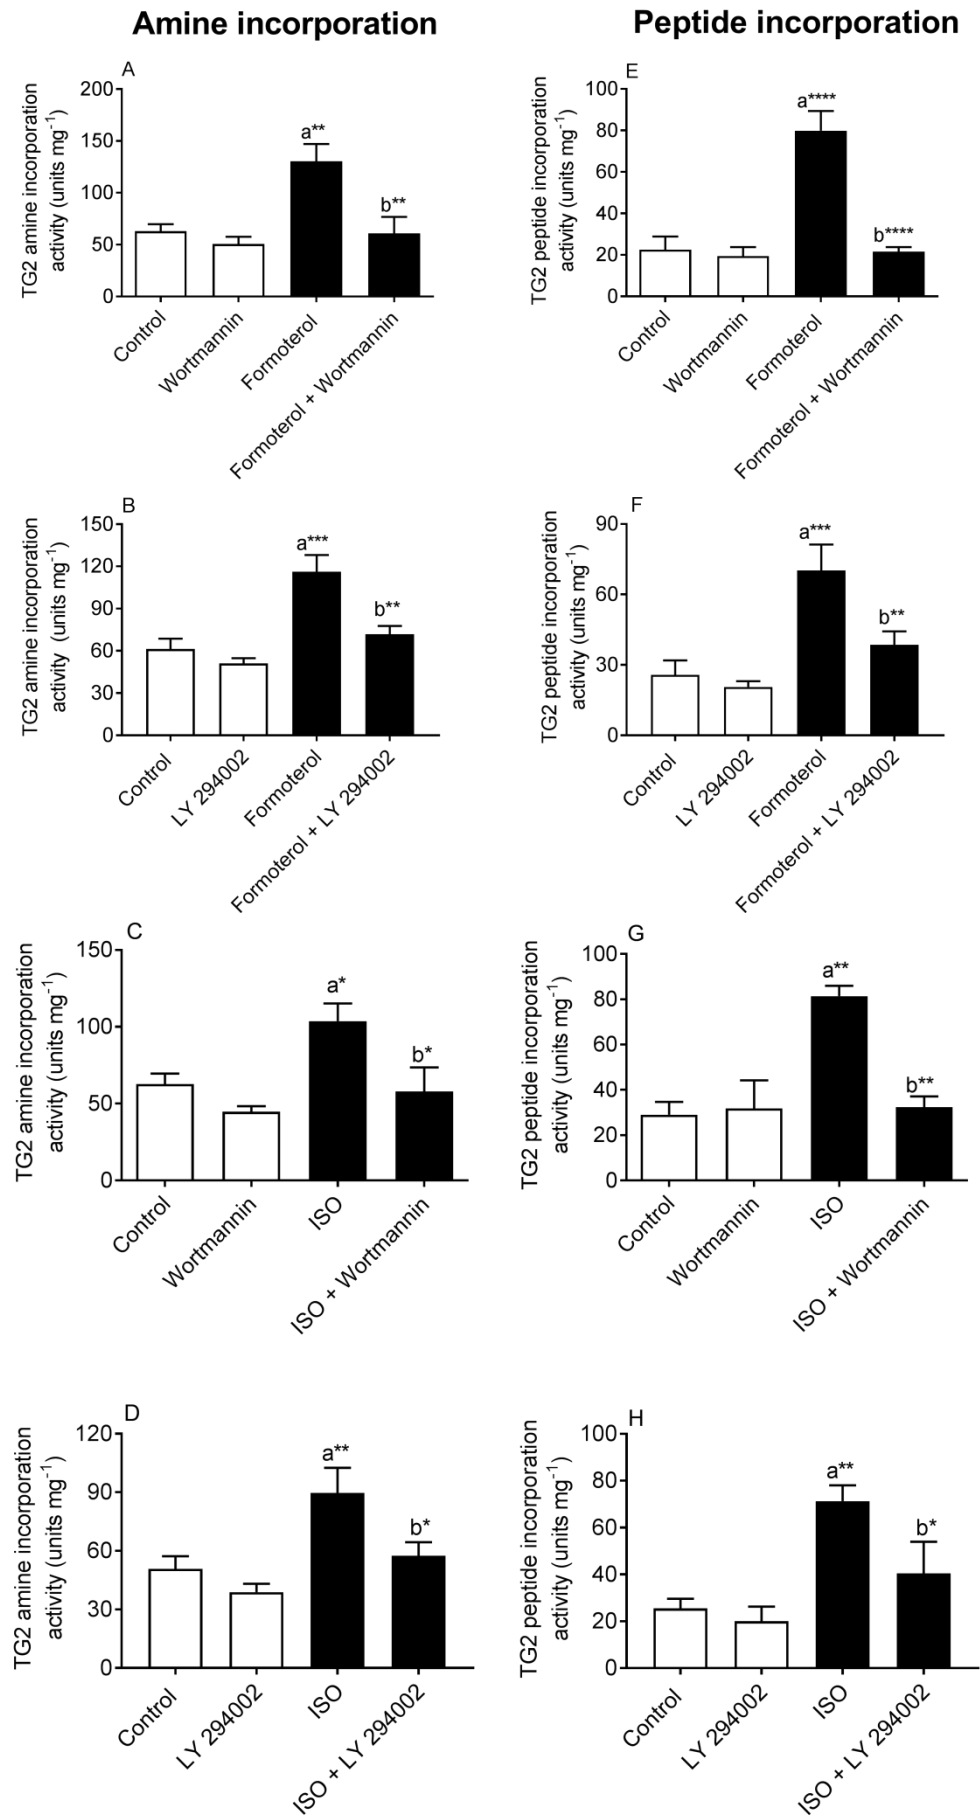 Amine incorporation
Peptide incorporation
A
TG2 amine incorporation
activity (units mg⁻¹)
200
150
100
50
0
a**
b**
Control
Wortmannin
Formoterol
Formoterol + Wortmannin
E
TG2 peptide incorporation
activity (units mg⁻¹)
100
80
60
40
20
0
a****
b****
Control
Wortmannin
Formoterol
Formoterol + Wortmannin
B
TG2 amine incorporation
activity (units mg⁻¹)
150
120
90
60
30
0
a***
b**
Control
LY 294002
Formoterol
Formoterol + LY 294002
F
TG2 peptide incorporation
activity (units mg⁻¹)
90
60
30
0
a***
b**
Control
LY 294002
Formoterol
Formoterol + LY 294002
C
TG2 amine incorporation
activity (units mg⁻¹)
150
100
50
0
a*
b*
Control
Wortmannin
ISO
ISO + Wortmannin
G
TG2 peptide incorporation
activity (units mg⁻¹)
100
80
60
40
20
0
a**
b**
Control
Wortmannin
ISO
ISO + Wortmannin
D
TG2 amine incorporation
activity (units mg⁻¹)
120
90
60
30
0
a**
b*
Control
LY 294002
ISO
ISO + LY 294002
H
TG2 peptide incorporation
activity (units mg⁻¹)
100
80
60
40
20
0
a**
b*
Control
LY 294002
ISO
ISO + LY 294002